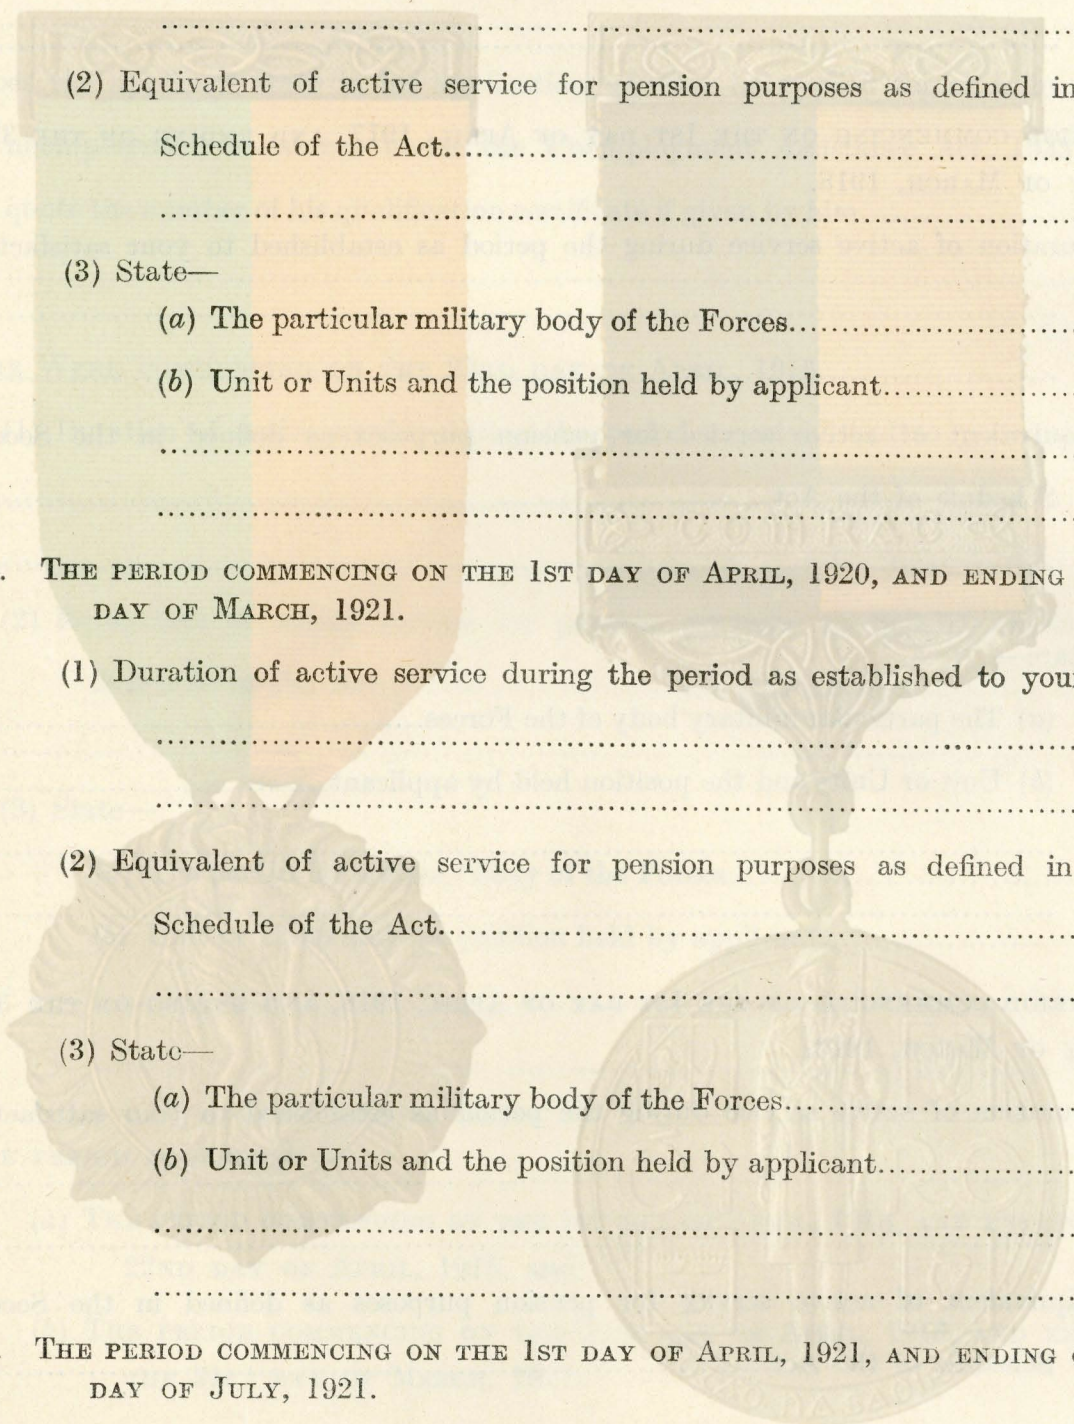 (2) Equivalent of active service for pension purposes as defined in
Schedule of the Act
(3) State—
(a) The particular military body of the Forces
(b) Unit or Units and the position held by applicant
THE PERIOD COMMENCING ON THE 1ST DAY OF APRIL, 1920, AND ENDING
DAY OF MARCH, 1921.
(1) Duration of active service during the period as established to you
(2) Equivalent of active service for pension purposes as defined in
Schedule of the Act
(3) State—
(a) The particular military body of the Forces
(b) Unit or Units and the position held by applicant
THE PERIOD COMMENCING ON THE 1ST DAY OF APRIL, 1921, AND ENDING
DAY OF JULY, 1921.